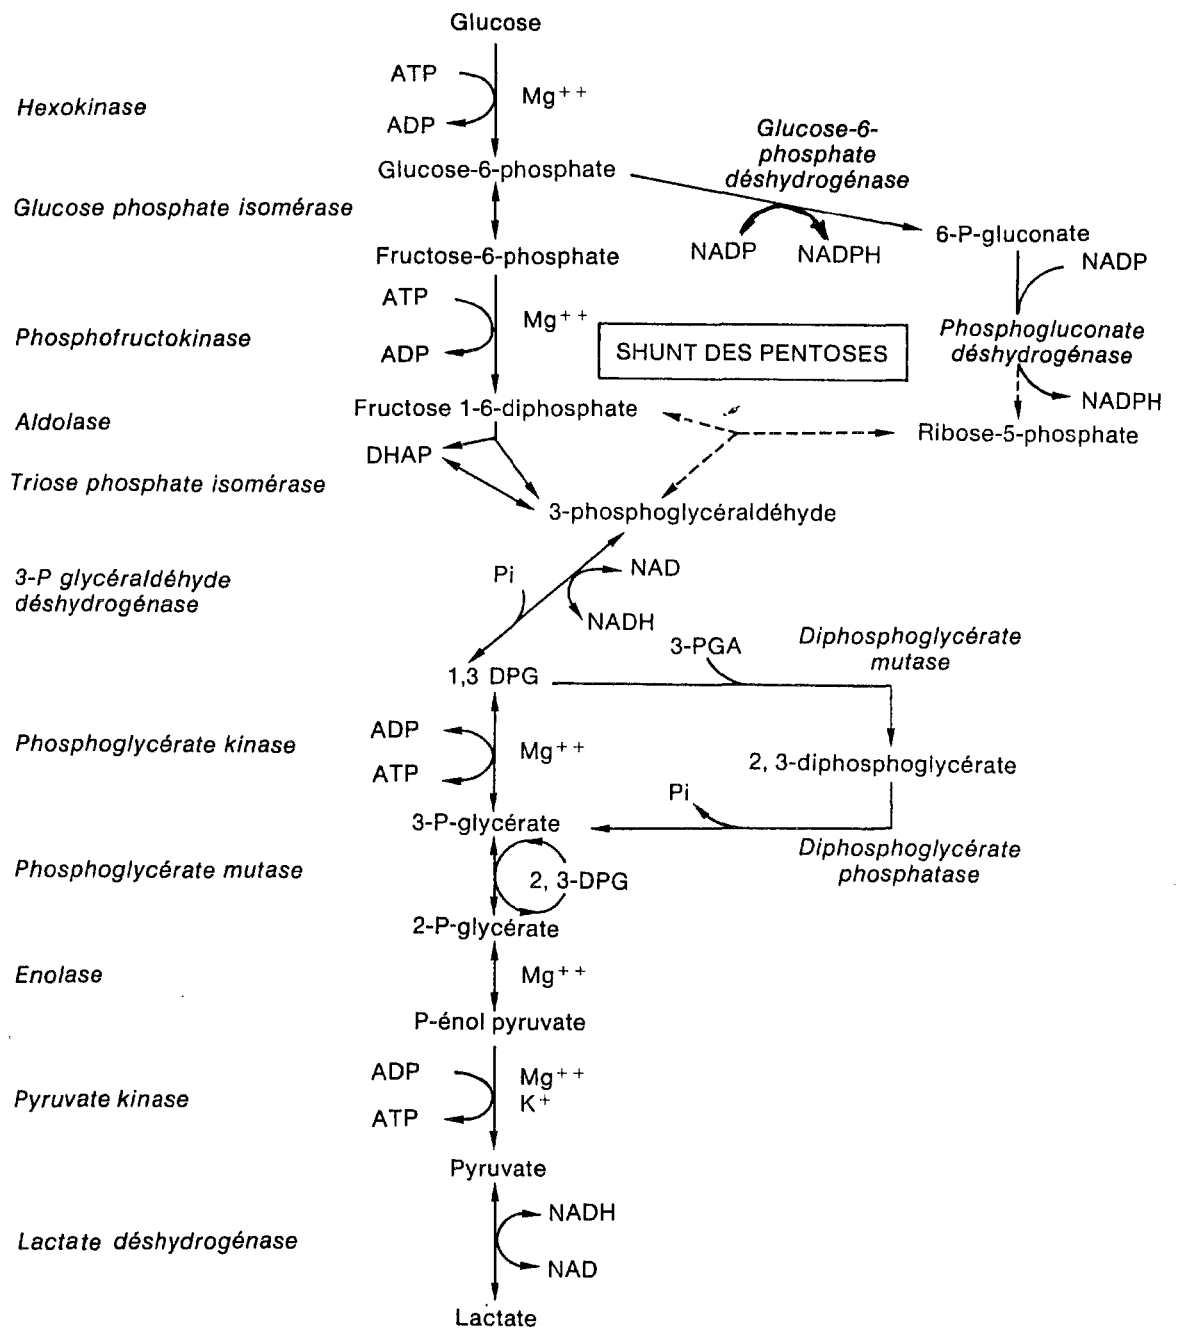 Glucose
ATP
Mg++
Hexokinase
ADP
Glucose-6-
phosphate
déshydrogénase
Glucose-6-phosphate
Glucose phosphate isomérase
NADP
NADPH
6-P-gluconate
Fructose-6-phosphate
NADP
ATP
Mg++
Phosphofructokinase
ADP
SHUNT DES PENTOSES
Phosphogluconate
déshydrogénase
NADPH
Fructose 1-6-diphosphate
Aldolase
Ribose-5-phosphate
DHAP
Triose phosphate isomérase
3-phosphoglycéraldéhyde
3-P glycéraldéhyde
déshydrogénase
Pi
NAD
NADH
3-PGA
Diphosphoglycérate
mutase
1,3 DPG
ADP
Phosphoglycérate kinase
Mg++
ATP
2, 3-diphosphoglycérate
Pi
3-P-glycérate
Diphosphoglycérate
phosphatase
Phosphoglycérate mutase
2, 3-DPG
2-P-glycérate
Enolase
Mg++
P-énol pyruvate
ADP
Mg++
K+
Pyruvate kinase
ATP
Pyruvate
NADH
Lactate déshydrogénase
NAD
Lactate